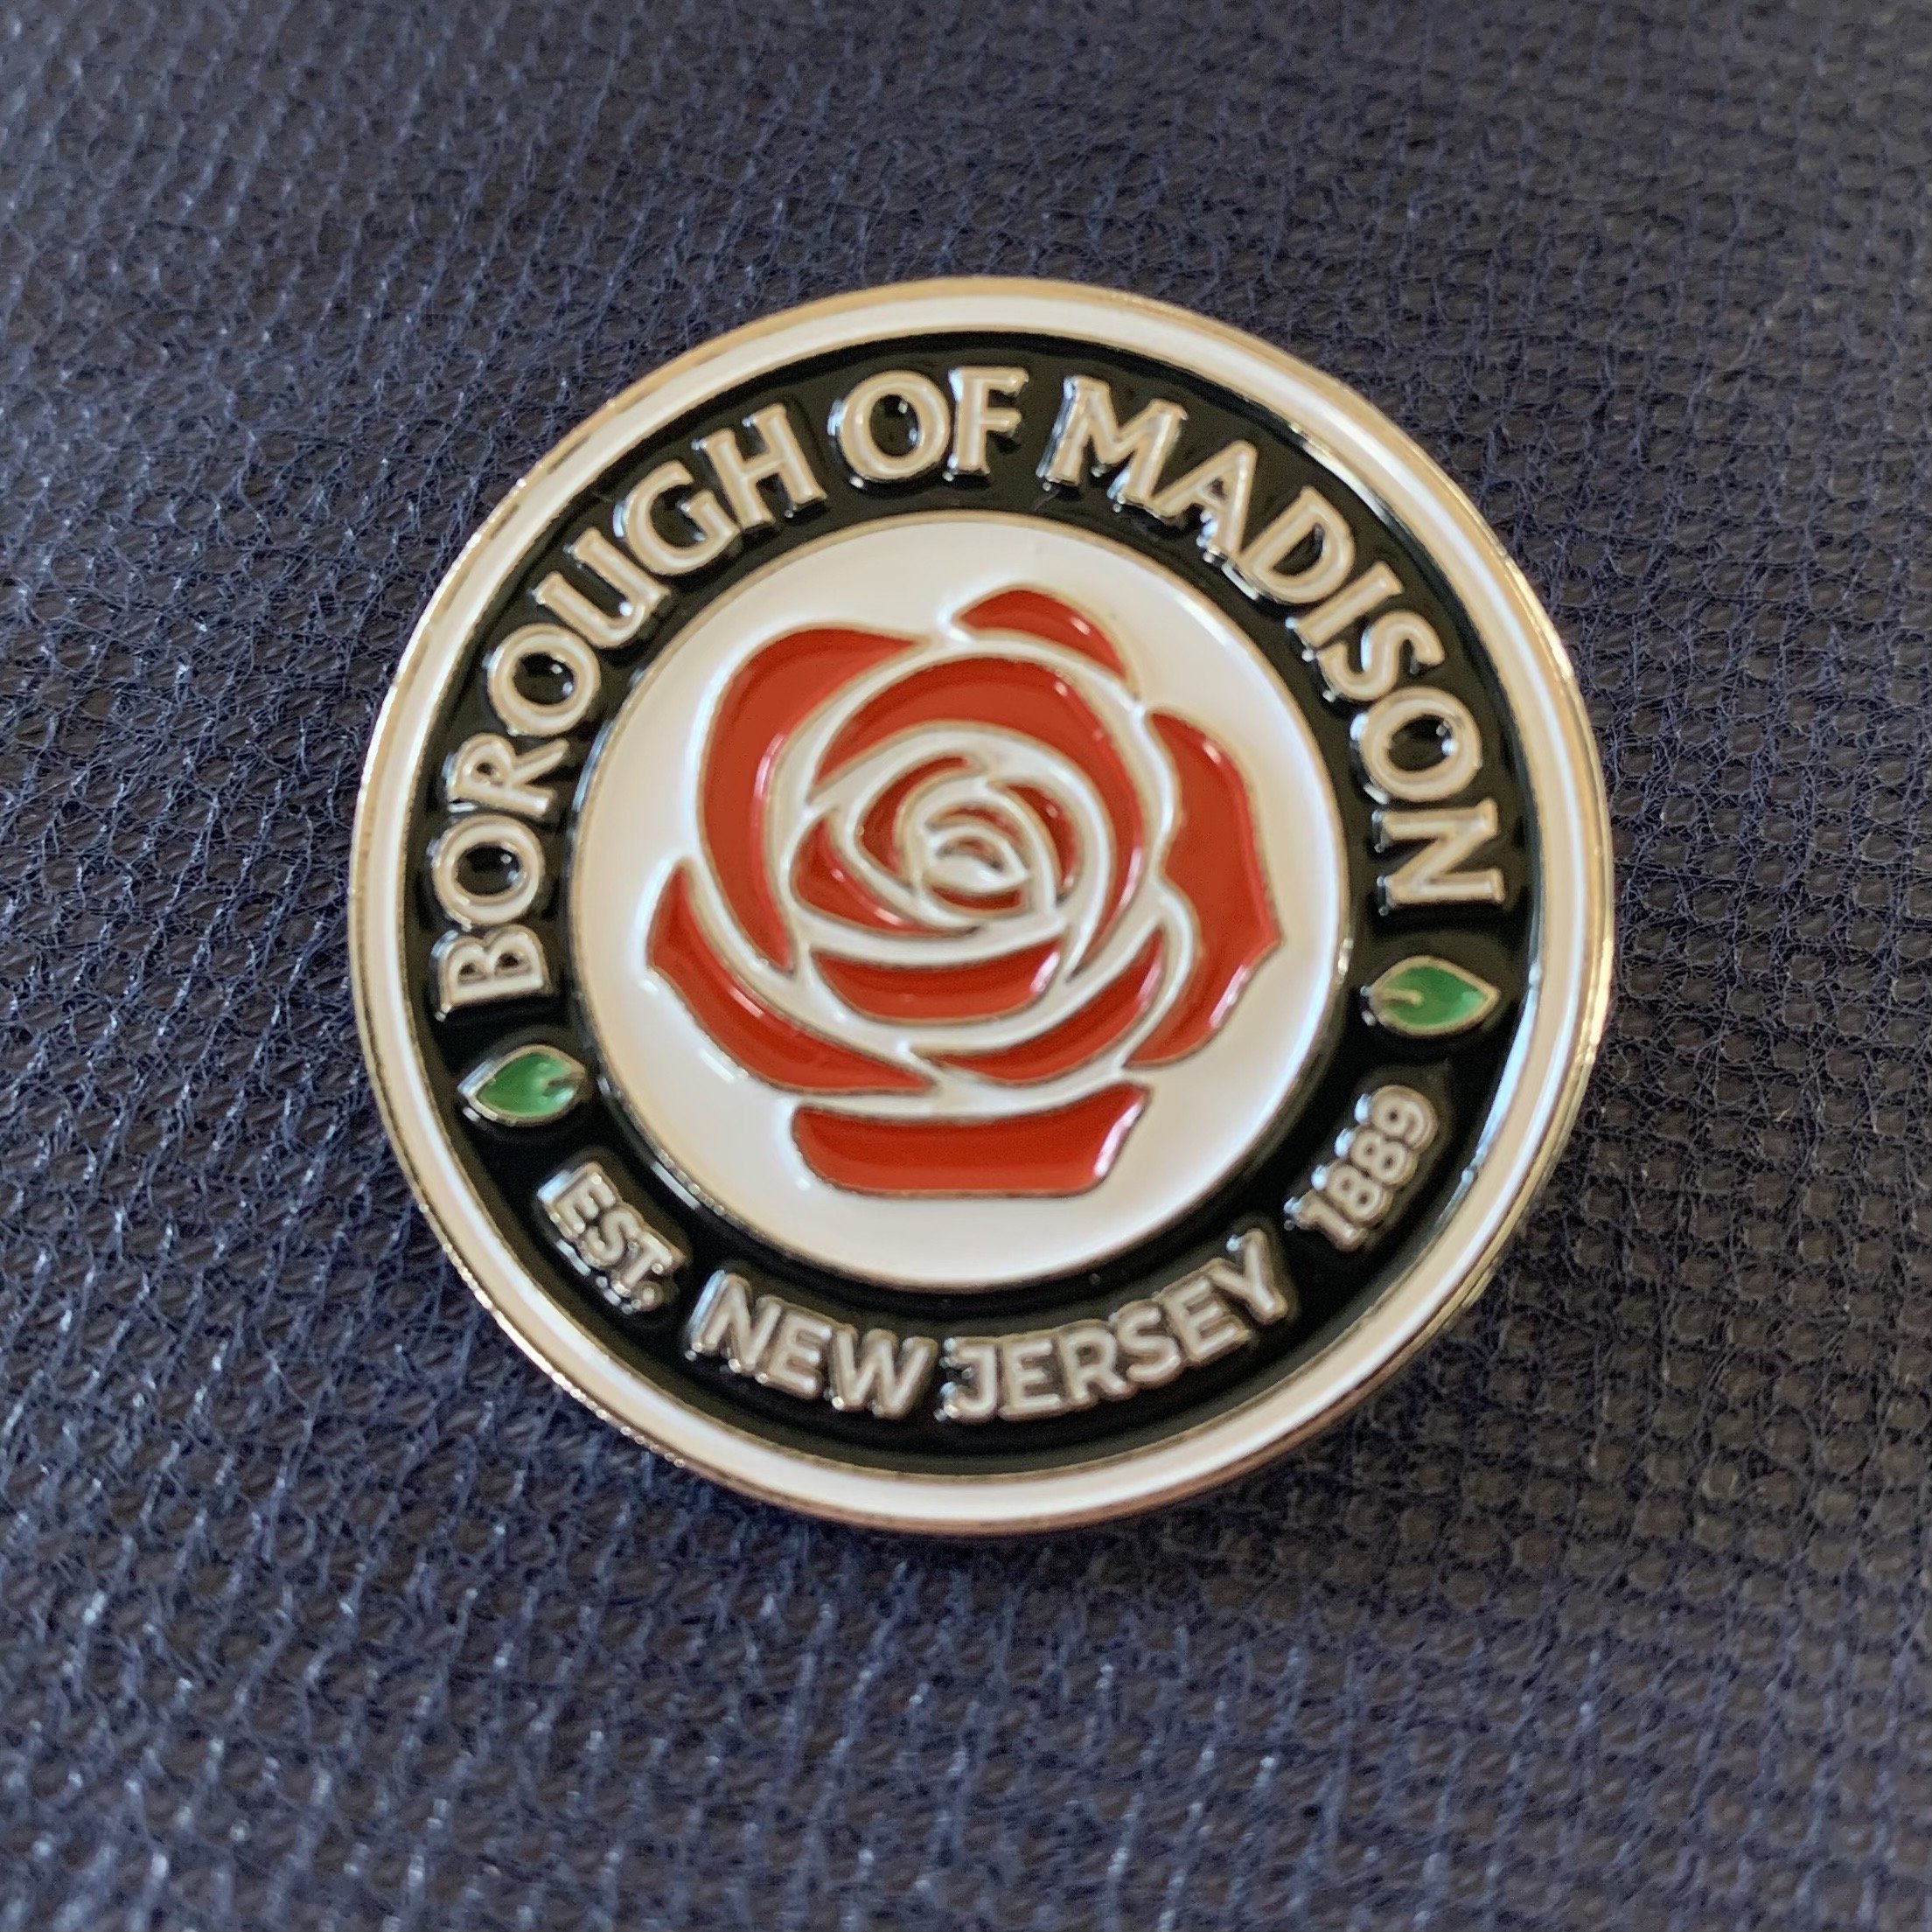 BOROUGH OF MADISON
EST. NEW JERSEY 1889